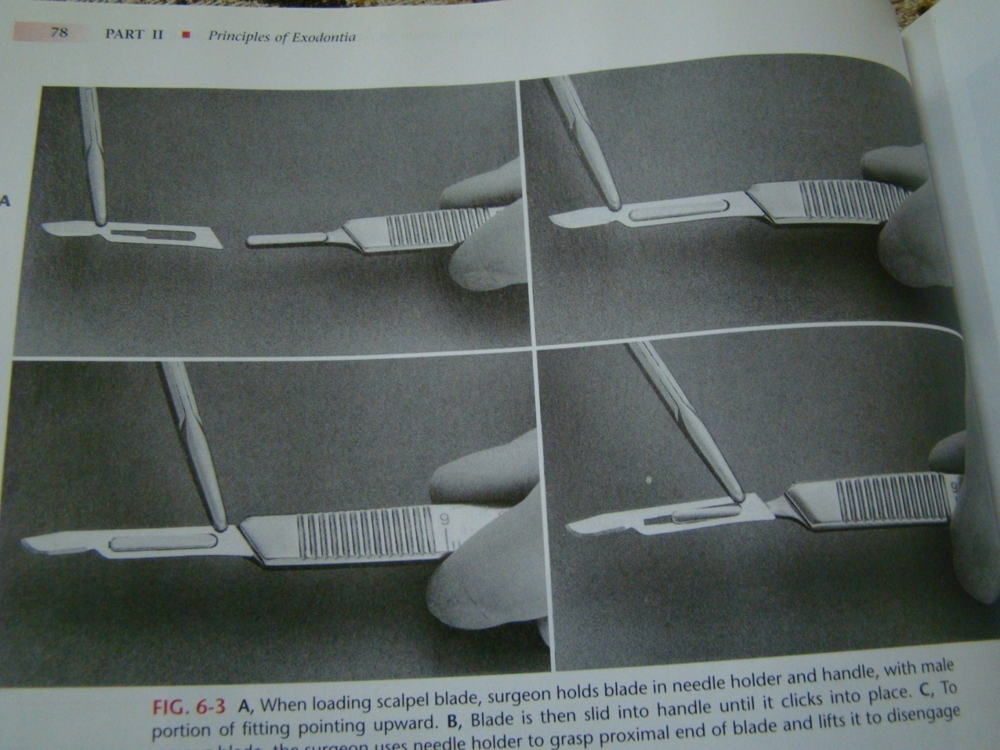 78 PART II ■ Principles of Exodontia
A
9
9
FIG. 6-3 A, When loading scalpel blade, surgeon holds blade in needle holder and handle, with male
portion of fitting pointing upward. B, Blade is then slid into handle until it clicks into place. C, To
blade, the surgeon uses needle holder to grasp proximal end of blade and lifts it to disengage